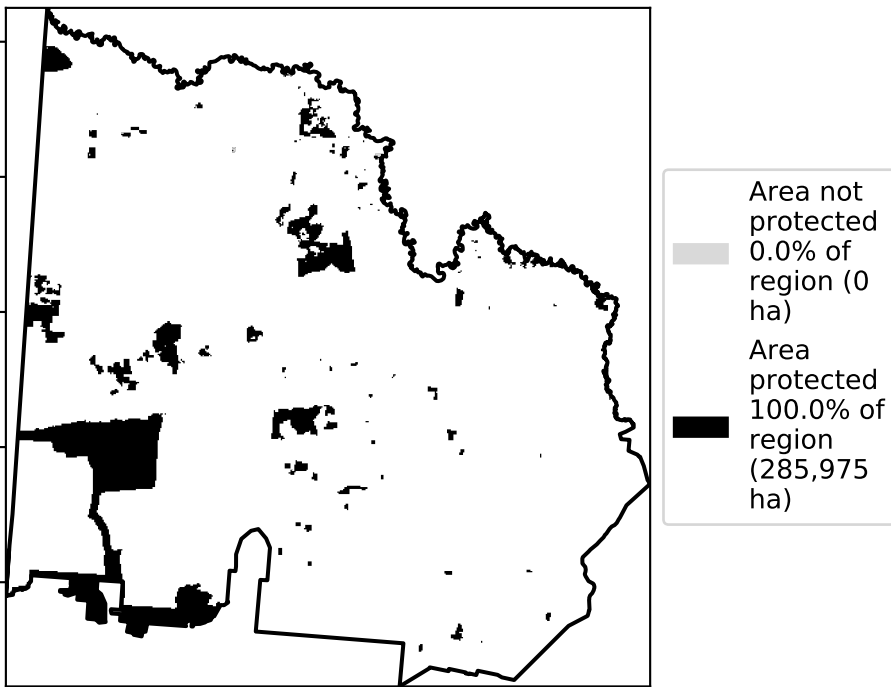 Area not
protected
0.0% of
region (0
ha)
Area
protected
100.0% of
region
(285,975
ha)